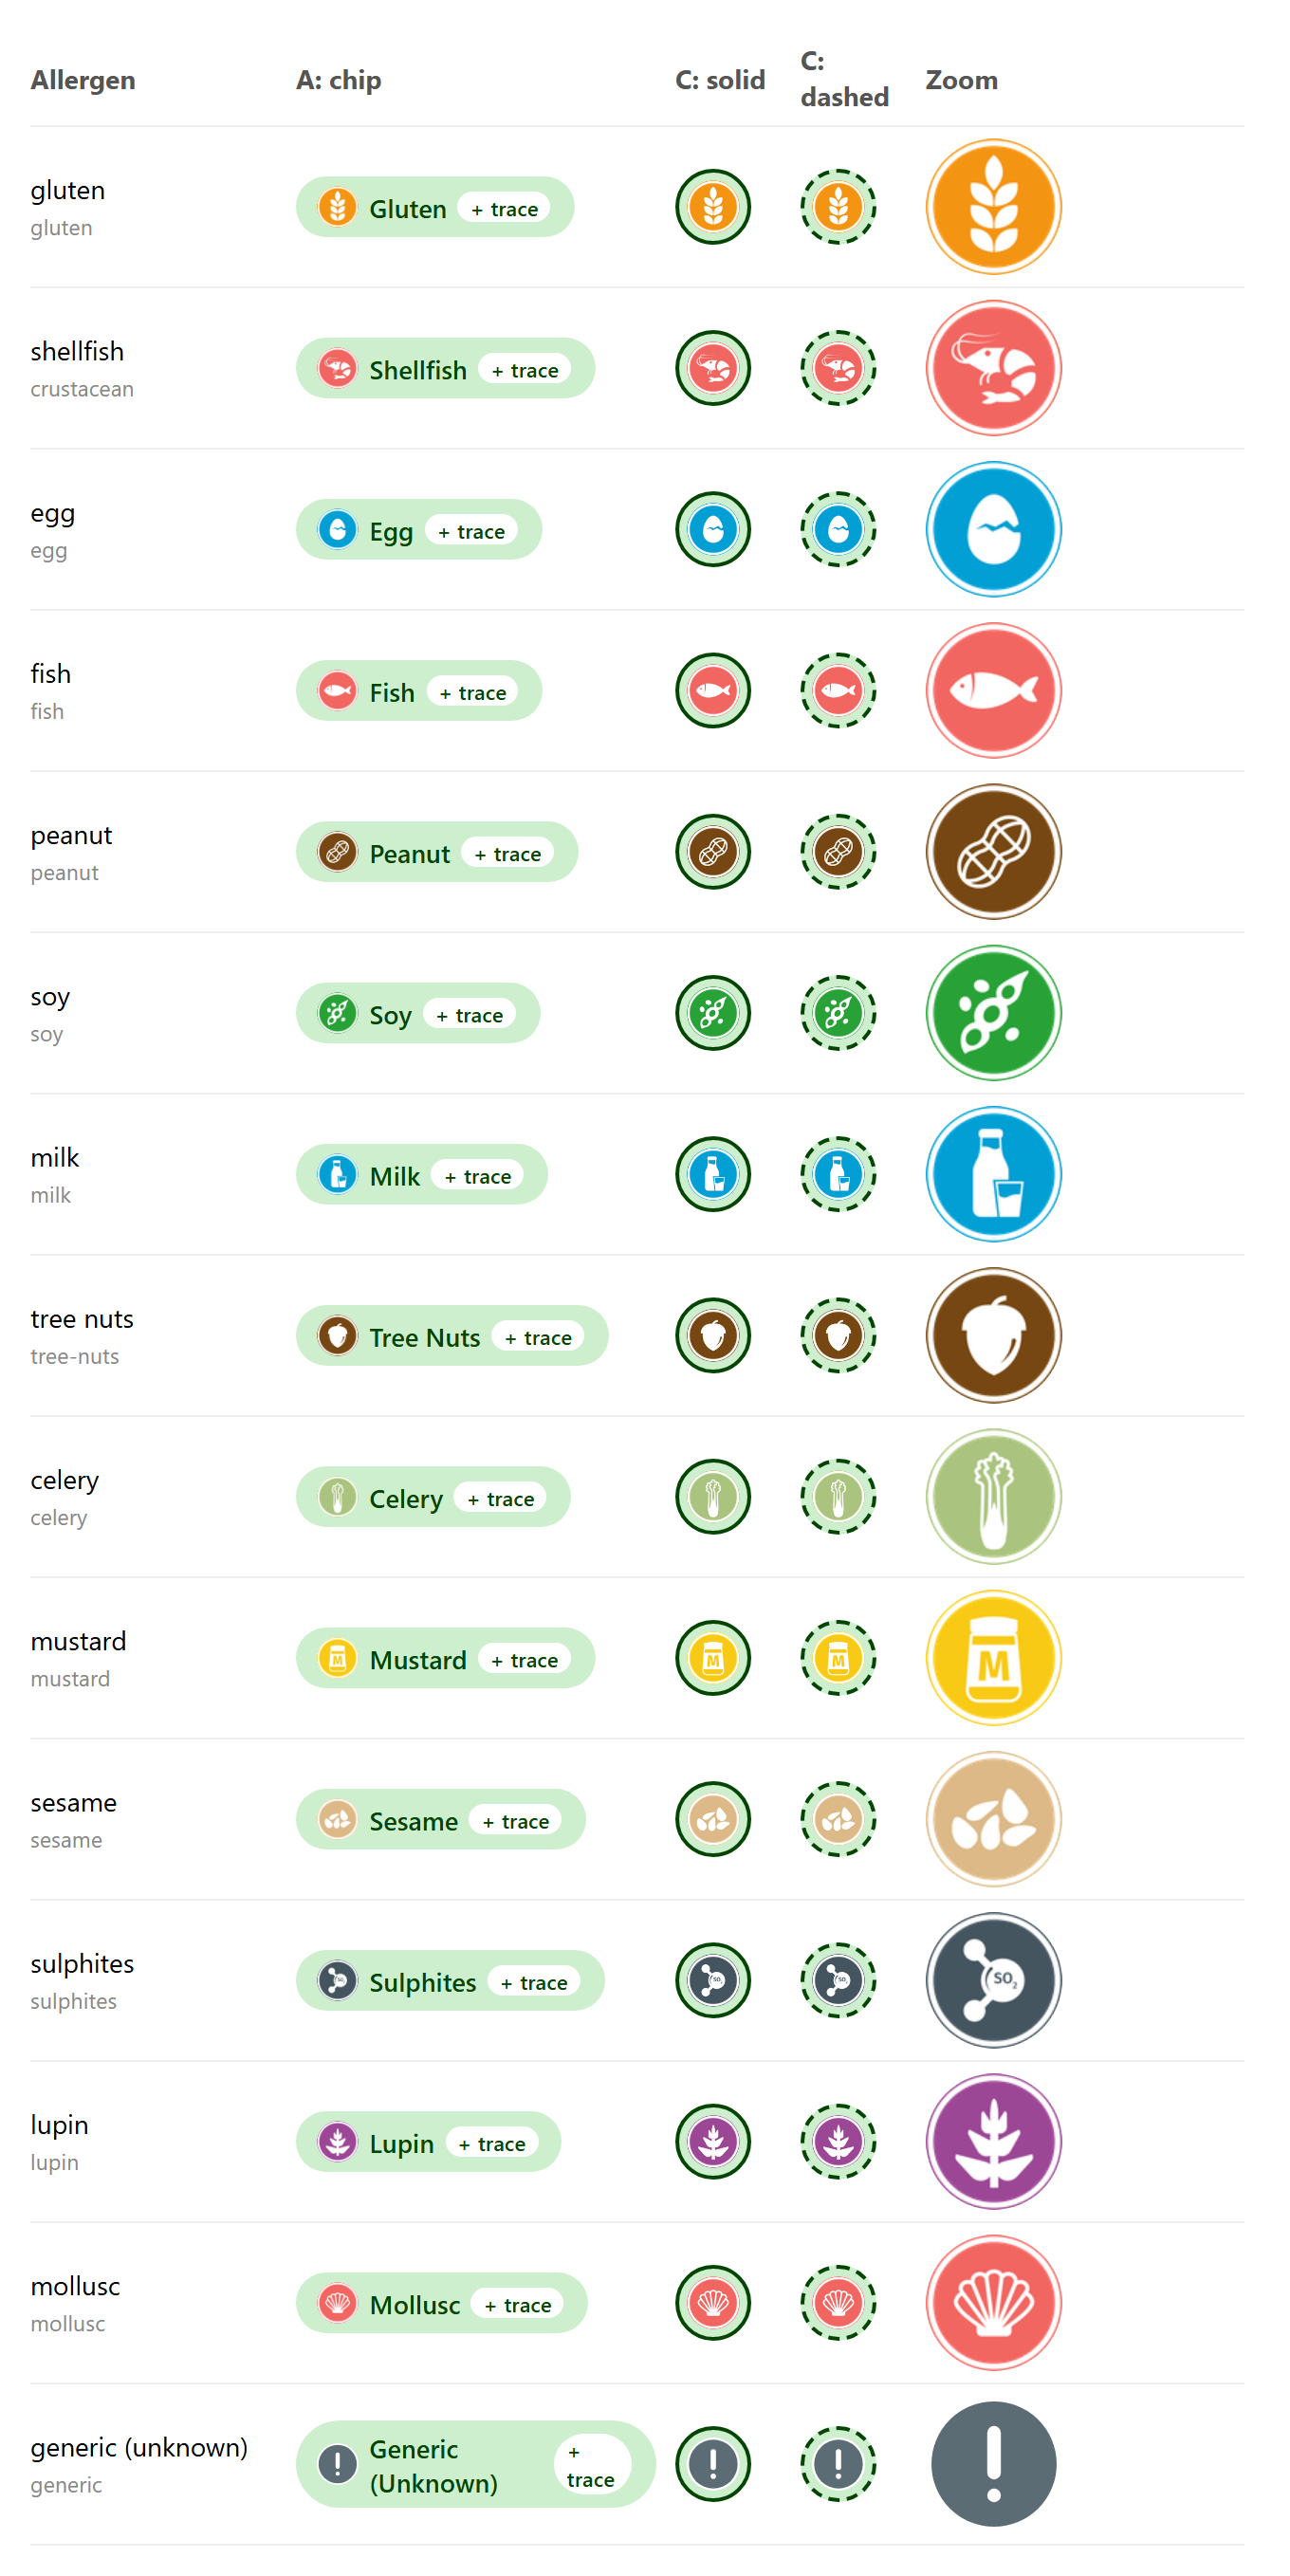 Allergen A: chip C: solid C: dashed Zoom
gluten Gluten + trace
gluten
shellfish Shellfish + trace
crustacean
egg Egg + trace
egg
fish Fish + trace
fish
peanut Peanut + trace
peanut
soy Soy + trace
soy
milk Milk + trace
milk
tree nuts Tree Nuts + trace
tree-nuts
celery Celery + trace
celery
mustard Mustard + trace M
mustard
sesame Sesame + trace
sesame
sulphites Sulphites + trace SO₂
sulphites
lupin Lupin + trace
lupin
mollusc Mollusc + trace
mollusc
generic (unknown) Generic (Unknown) + trace !
generic